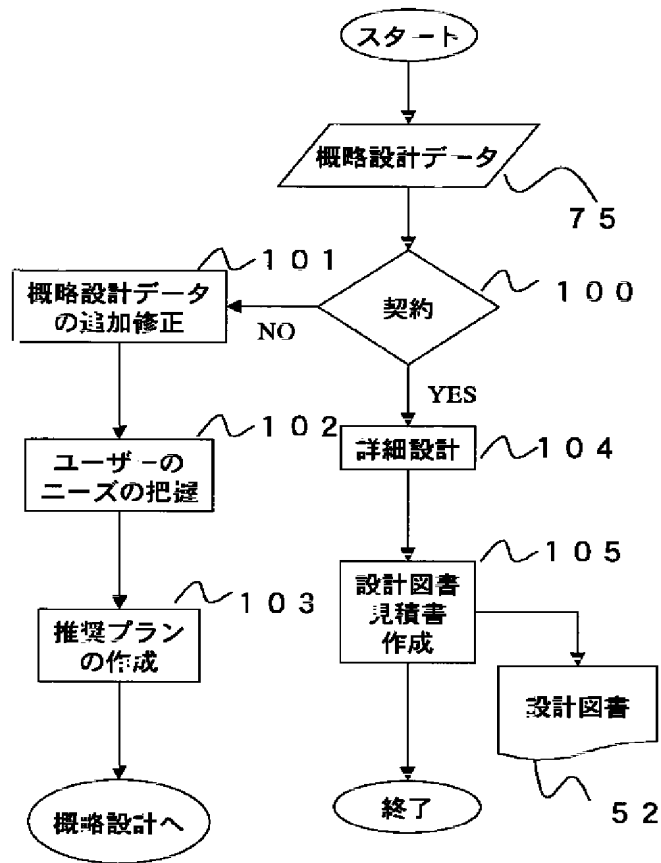 スタート
概略設計データ
７５
１０１
概略設計データ
の追加修正
NO
契約
１００
YES
１０２
ユーザーの
ニーズの把握
詳細設計
１０４
１０３
推奨プラン
の作成
１０５
設計図書
見積書
作成
設計図書
５２
概略設計へ
終了